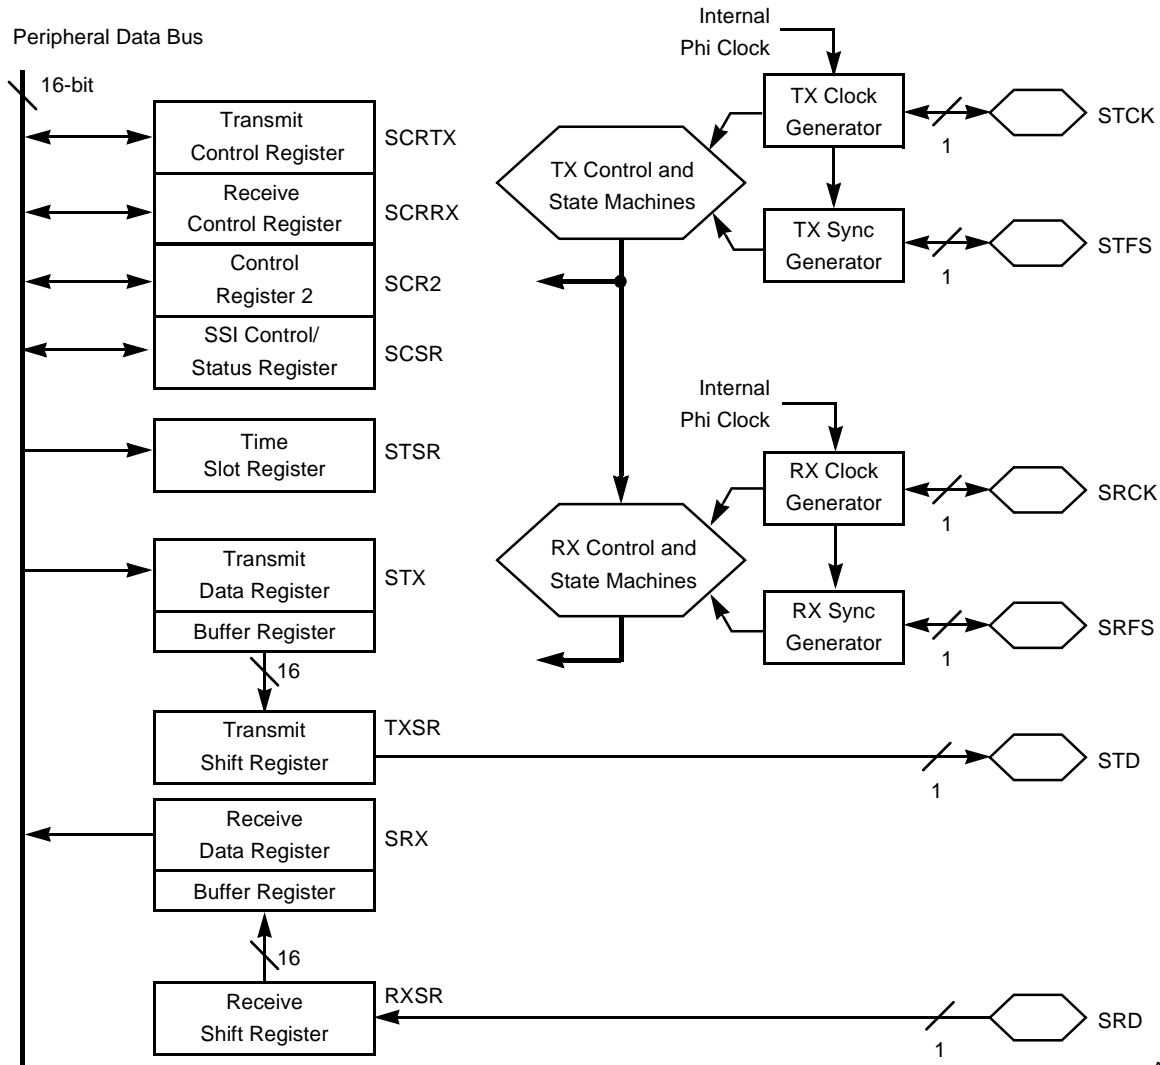 Peripheral Data Bus
16-bit
Transmit
Control Register
SCRTX
Receive
Control Register
SCRRX
Control
Register 2
SCR2
SSI Control/
Status Register
SCSR
Time
Slot Register
STSR
Transmit
Data Register
STX
Buffer Register
16
Transmit
Shift Register
TXSR
Receive
Data Register
SRX
Buffer Register
16
Receive
Shift Register
RXSR
Internal
Phi Clock
TX Clock
Generator
1
STCK
TX Control and
State Machines
TX Sync
Generator
1
STFS
Internal
Phi Clock
RX Clock
Generator
1
SRCK
RX Control and
State Machines
RX Sync
Generator
1
SRFS
1
STD
1
SRD